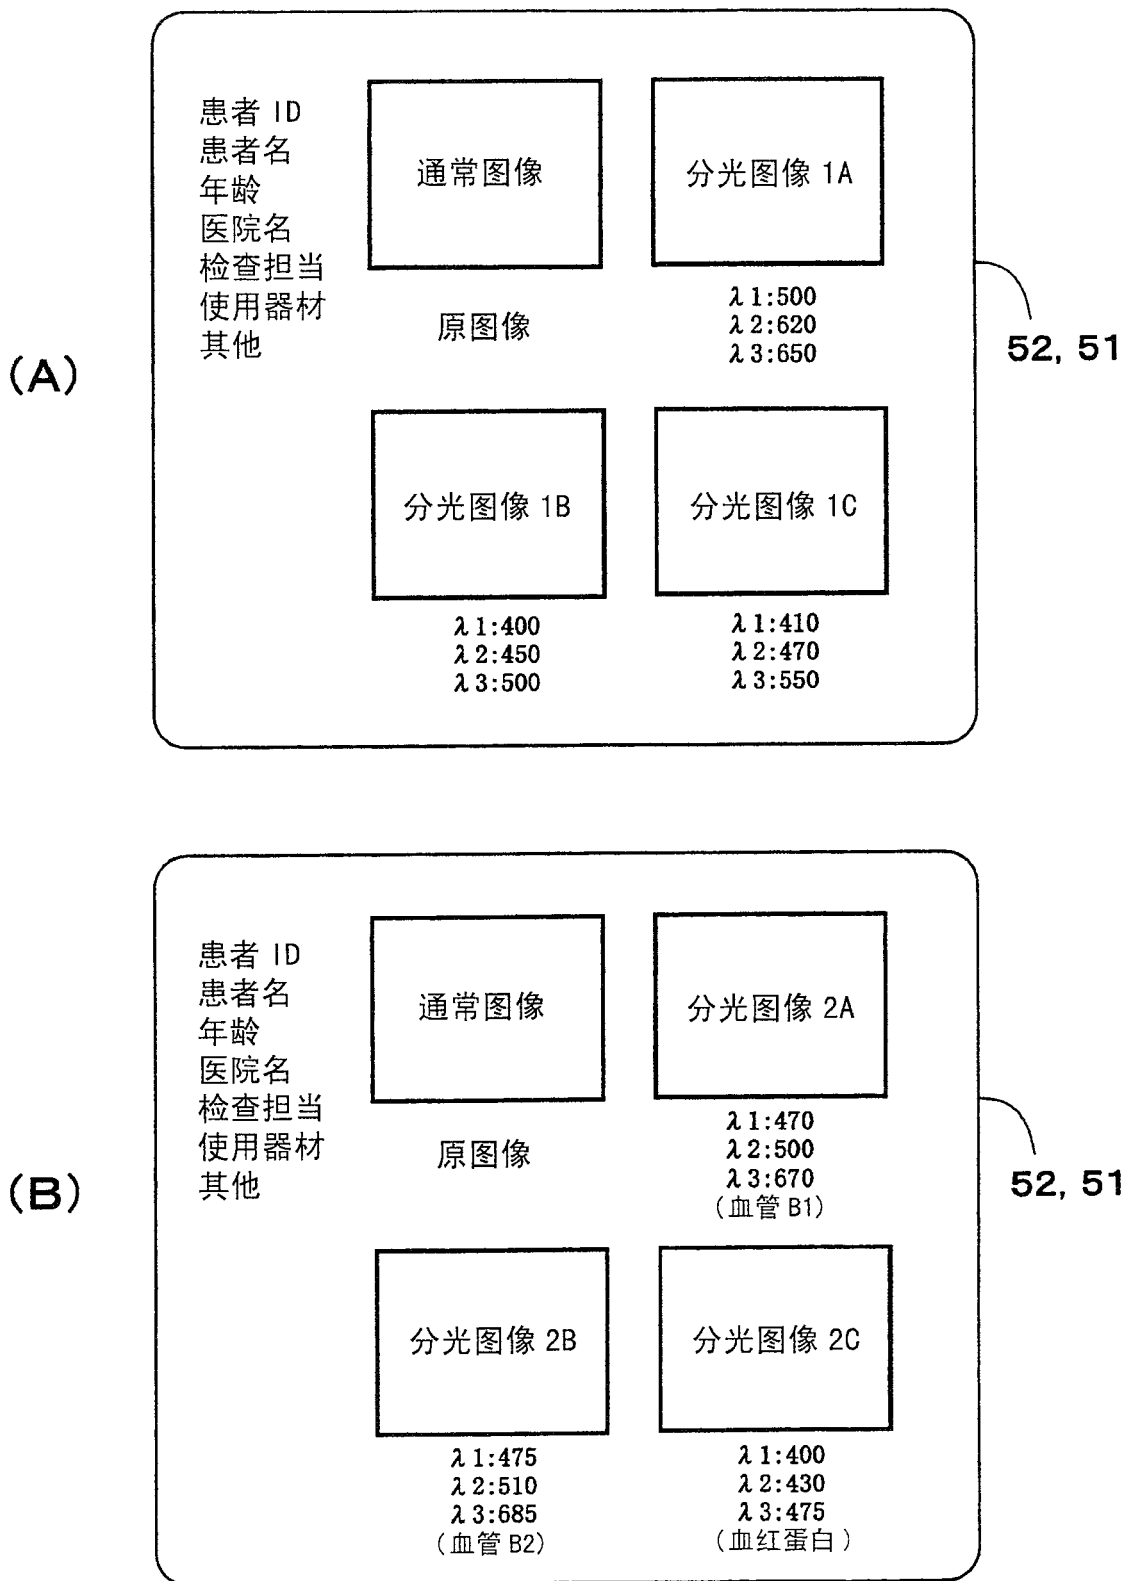 (A)
患者 ID
患者名
年龄
医院名
检查担当
使用器材
其他
通常图像
原图像
分光图像 1A
λ1:500
λ2:620
λ3:650
52, 51
分光图像 1B
λ1:400
λ2:450
λ3:500
分光图像 1C
λ1:410
λ2:470
λ3:550
(B)
患者 ID
患者名
年龄
医院名
检查担当
使用器材
其他
通常图像
原图像
分光图像 2A
λ1:470
λ2:500
λ3:670
(血管 B1)
52, 51
分光图像 2B
λ1:475
λ2:510
λ3:685
(血管 B2)
分光图像 2C
λ1:400
λ2:430
λ3:475
(血红蛋白)